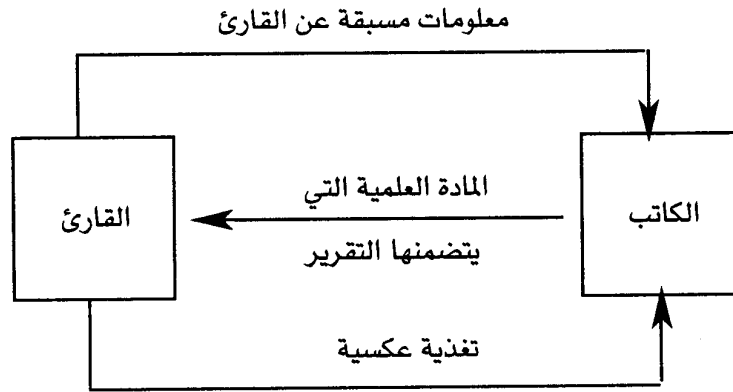 معلومات مسبقة عن القارئ
الكاتب
المادة العلمية التي
يتضمنها التقرير
القارئ
تغذية عكسية